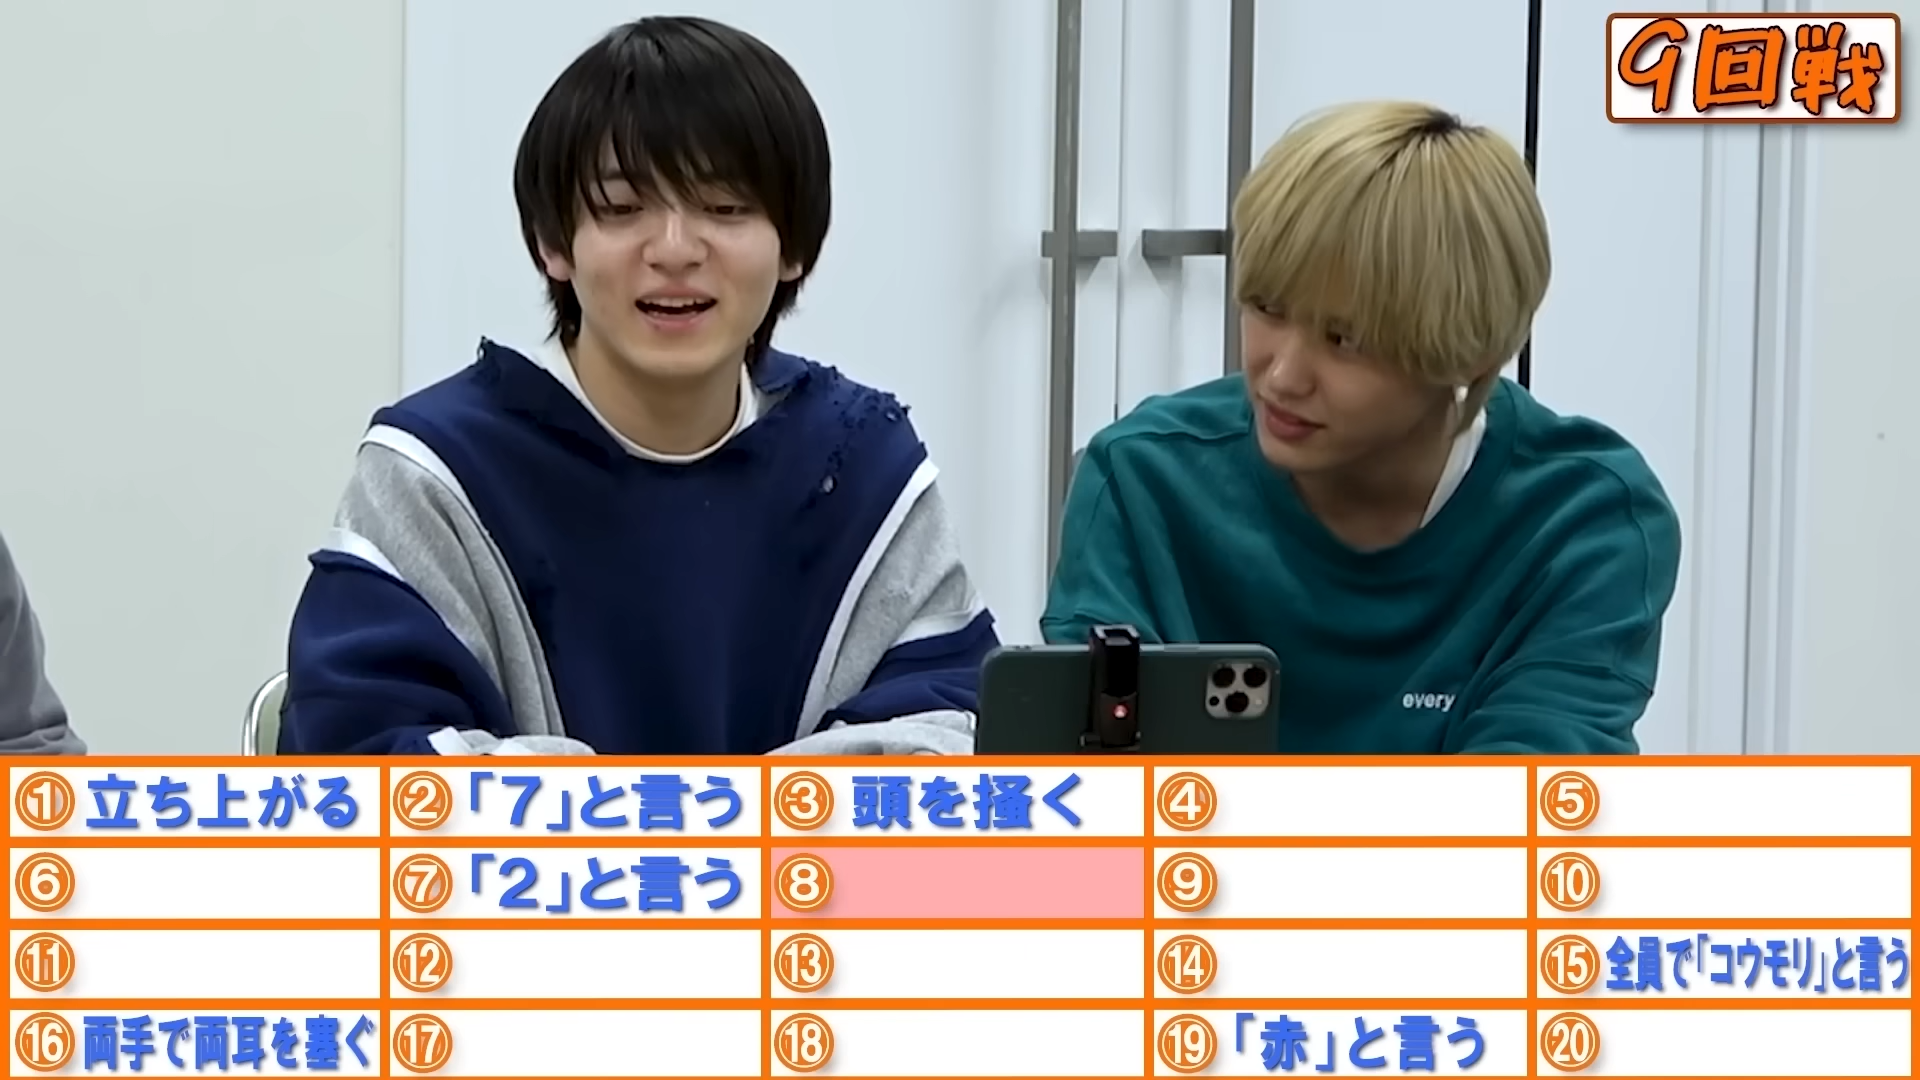 9回戦
every
① 立ち上がる
② 「7」と言う
③ 頭を掻く
④
⑤
⑥
⑦ 「2」と言う
⑧
⑨
⑩
⑪
⑫
⑬
⑭
⑮ 全員で「コウモリ」と言う
⑯ 両手で両耳を塞ぐ
⑰
⑱
⑲ 「赤」と言う
⑳